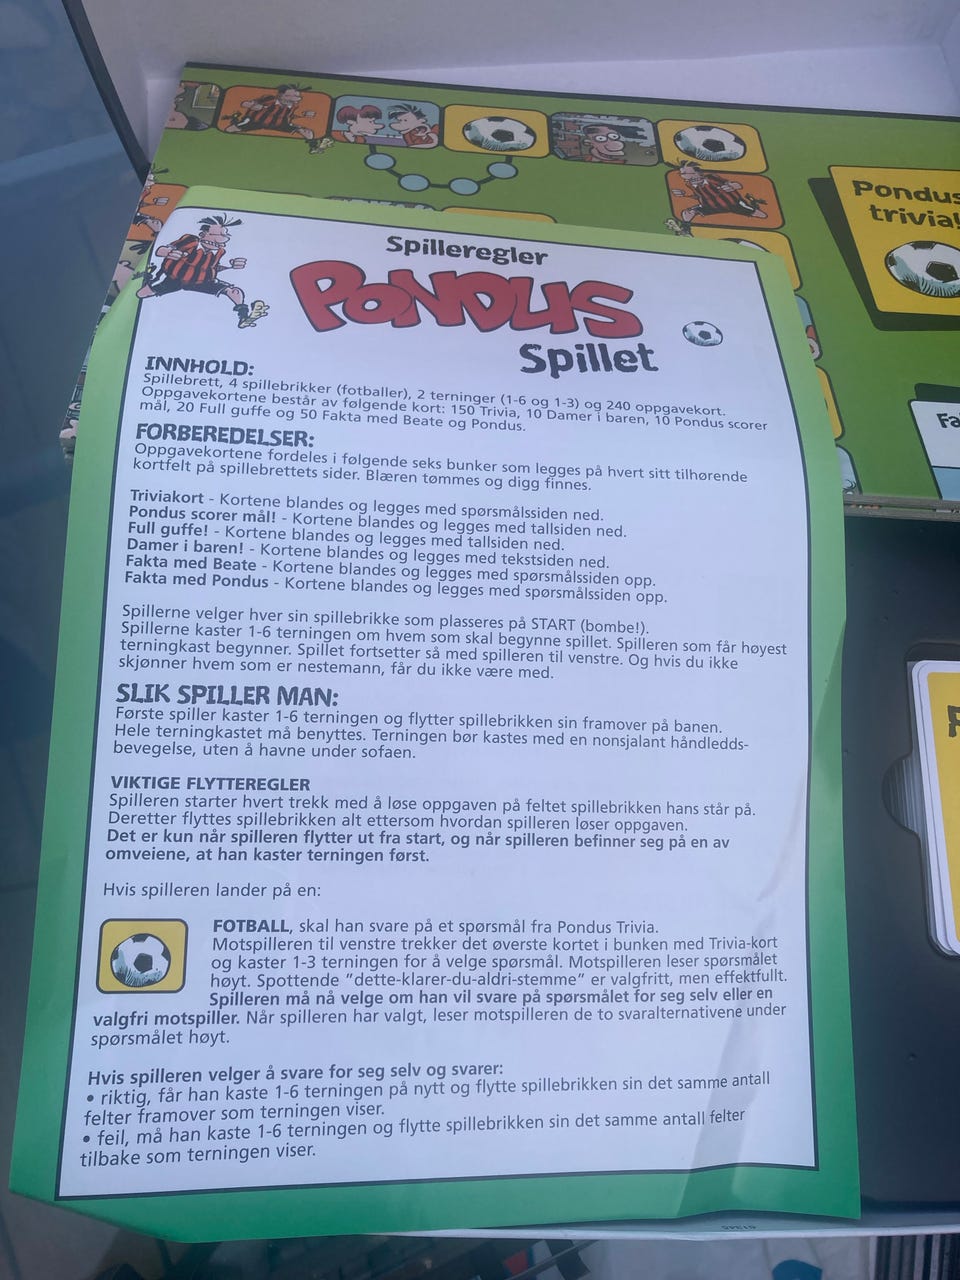 Pondus
trivia!
Spilleregler
PONDUS
Spillet
INNHOLD:
Spillebrett, 4 spillebrikker (fotballer), 2 terninger (1-6 og 1-3) og 240 oppgavekort.
Oppgavekortene består av følgende kort: 150 Trivia, 10 Damer i baren, 10 Pondus scorer
mål, 20 Full guffe og 50 Fakta med Beate og Pondus.
FORBEREDELSER:
Oppgavekortene fordeles i følgende seks bunker som legges på hvert sitt tilhørende
kortfelt på spillebrettets sider. Blæren tømmes og digg finnes.
Triviakort - Kortene blandes og legges med spørsmålssiden ned.
Pondus scorer mål! - Kortene blandes og legges med tallsiden ned.
Full guffe! - Kortene blandes og legges med tallsiden ned.
Damer i baren! - Kortene blandes og legges med tekstsiden ned.
Fakta med Beate - Kortene blandes og legges med spørsmålssiden opp.
Fakta med Pondus - Kortene blandes og legges med spørsmålssiden opp.
Spillerne velger hver sin spillebrikke som plasseres på START (bombe!).
Spillerne kaster 1-6 terningen om hvem som skal begynne spillet. Spilleren som får høyest
terningkast begynner. Spillet fortsetter så med spilleren til venstre. Og hvis du ikke
skjønner hvem som er nestemann, får du ikke være med.
SLIK SPILLER MAN:
Første spiller kaster 1-6 terningen og flytter spillebrikken sin framover på banen.
Hele terningkastet må benyttes. Terningen bør kastes med en nonsjalant håndledds-
bevegelse, uten å havne under sofaen.
VIKTIGE FLYTTEREGLER
Spilleren starter hvert trekk med å løse oppgaven på feltet spillebrikken hans står på.
Deretter flyttes spillebrikken alt ettersom hvordan spilleren løser oppgaven.
Det er kun når spilleren flytter ut fra start, og når spilleren befinner seg på en av
omveiene, at han kaster terningen først.
Hvis spilleren lander på en:
FOTBALL, skal han svare på et spørsmål fra Pondus Trivia.
Motspilleren til venstre trekker det øverste kortet i bunken med Trivia-kort
og kaster 1-3 terningen for å velge spørsmål. Motspilleren leser spørsmålet
høyt. Spottende "dette-klarer-du-aldri-stemme" er valgfritt, men effektfullt.
Spilleren må nå velge om han vil svare på spørsmålet for seg selv eller en
valgfri motspiller. Når spilleren har valgt, leser motspilleren de to svaralternativene under
spørsmålet høyt.
Hvis spilleren velger å svare for seg selv og svarer:
• riktig, får han kaste 1-6 terningen på nytt og flytte spillebrikken sin det samme antall
felter framover som terningen viser.
• feil, må han kaste 1-6 terningen og flytte spillebrikken sin det samme antall felter
tilbake som terningen viser.